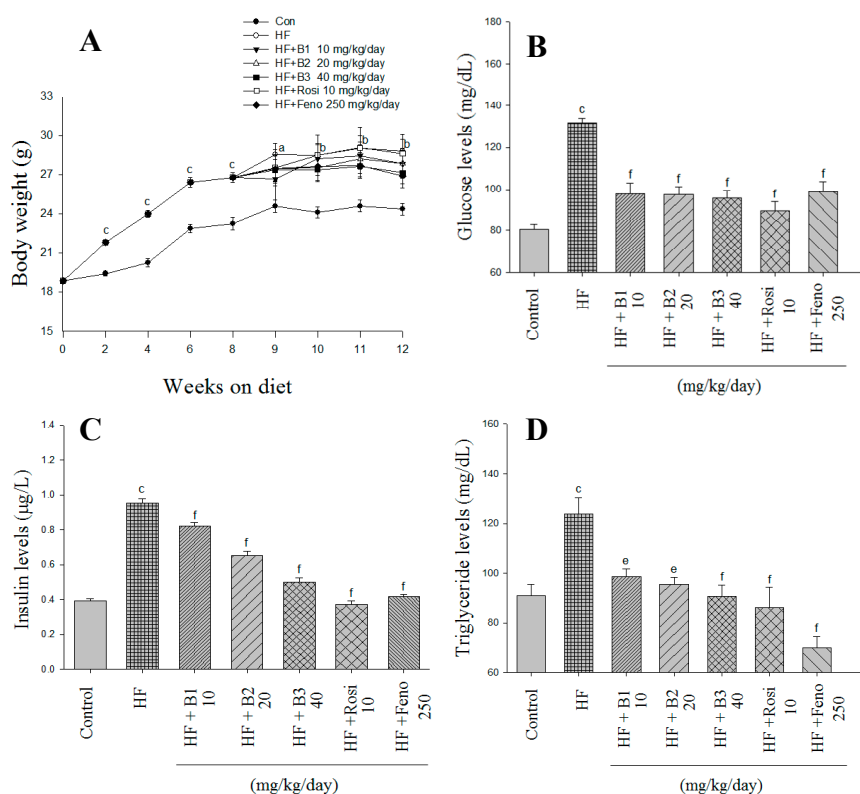 A
Con
HF
HF+B1 10 mg/kg/day
HF+B2 20 mg/kg/day
HF+B3 40 mg/kg/day
HF+Rosi 10 mg/kg/day
HF+Feno 250 mg/kg/day
Body weight (g)
33
30
27
24
21
18
15
c
c
c
c
a
b
b
b
0
2
4
6
8
9
10
11
12
Weeks on diet
B
Glucose levels (mg/dL)
160
140
120
100
80
60
c
f
f
f
f
f
Control
HF
HF + B1
10
HF + B2
20
HF + B3
40
HF +Rosi
10
HF +Feno
250
(mg/kg/day)
C
Insulin levels (μg/L)
1.4
1.2
1.0
0.8
0.6
0.4
0.2
0.0
c
f
f
f
f
f
Control
HF
HF + B1
10
HF + B2
20
HF + B3
40
HF +Rosi
10
HF +Feno
250
(mg/kg/day)
D
Triglyceride levels (mg/dL)
160
140
120
100
80
60
c
e
e
f
f
f
Control
HF
HF + B1
10
HF + B2
20
HF + B3
40
HF +Rosi
10
HF +Feno
250
(mg/kg/day)